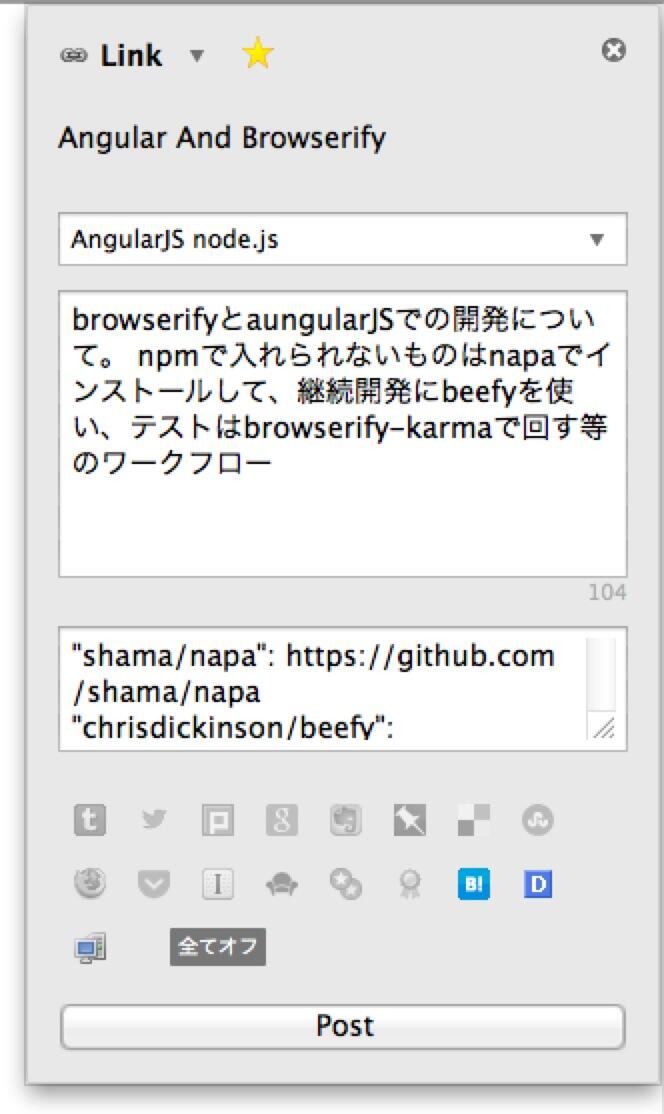 Link
Angular And Browserify
AngularJS node.js
browserifyとaungularJSでの開発につい
て。 npmで入れられないものはnapaでイ
ンストールして、継続開発にbeefyを使
い、テストはbrowserify-karmaで回す等
のワークフロー
104
"shama/napa": https://github.com
/shama/napa
"chrisdickinson/beefy":
t g
I B! D
全てオフ
Post